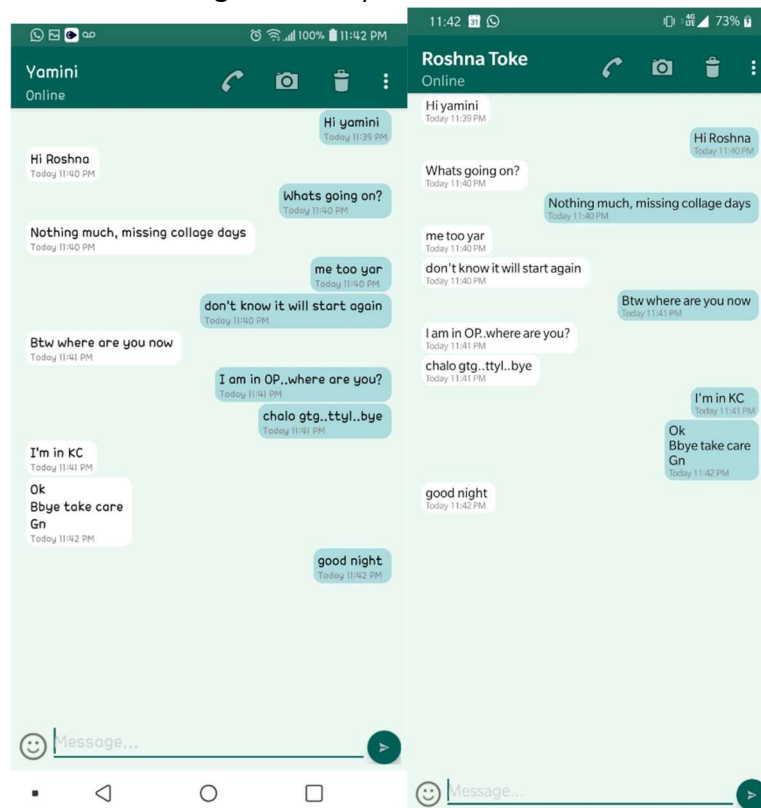 11:42 PM
100%
Yamini
Online
Hi yamini
Today 11:39 PM
Hi Roshna
Today 11:40 PM
Whats going on?
Today 11:40 PM
Nothing much, missing collage days
Today 11:40 PM
me too yar
Today 11:40 PM
don't know it will start again
Today 11:40 PM
Btw where are you now
Today 11:41 PM
I am in OP..where are you?
Today 11:41 PM
chalo gtg..ttyl..bye
Today 11:41 PM
I'm in KC
Today 11:41 PM
Ok
Bbye take care
Gn
Today 11:42 PM
good night
Today 11:42 PM
Message...
11:42 31 4G 73%
Roshna Toke
Online
Hi yamini
Today 11:39 PM
Hi Roshna
Today 11:40 PM
Whats going on?
Today 11:40 PM
Nothing much, missing collage days
Today 11:40 PM
me too yar
Today 11:40 PM
don't know it will start again
Today 11:40 PM
Btw where are you now
Today 11:41 PM
I am in OP..where are you?
Today 11:41 PM
chalo gtg..ttyl..bye
Today 11:41 PM
I'm in KC
Today 11:41 PM
Ok
Bbye take care
Gn
Today 11:42 PM
good night
Today 11:42 PM
Message...